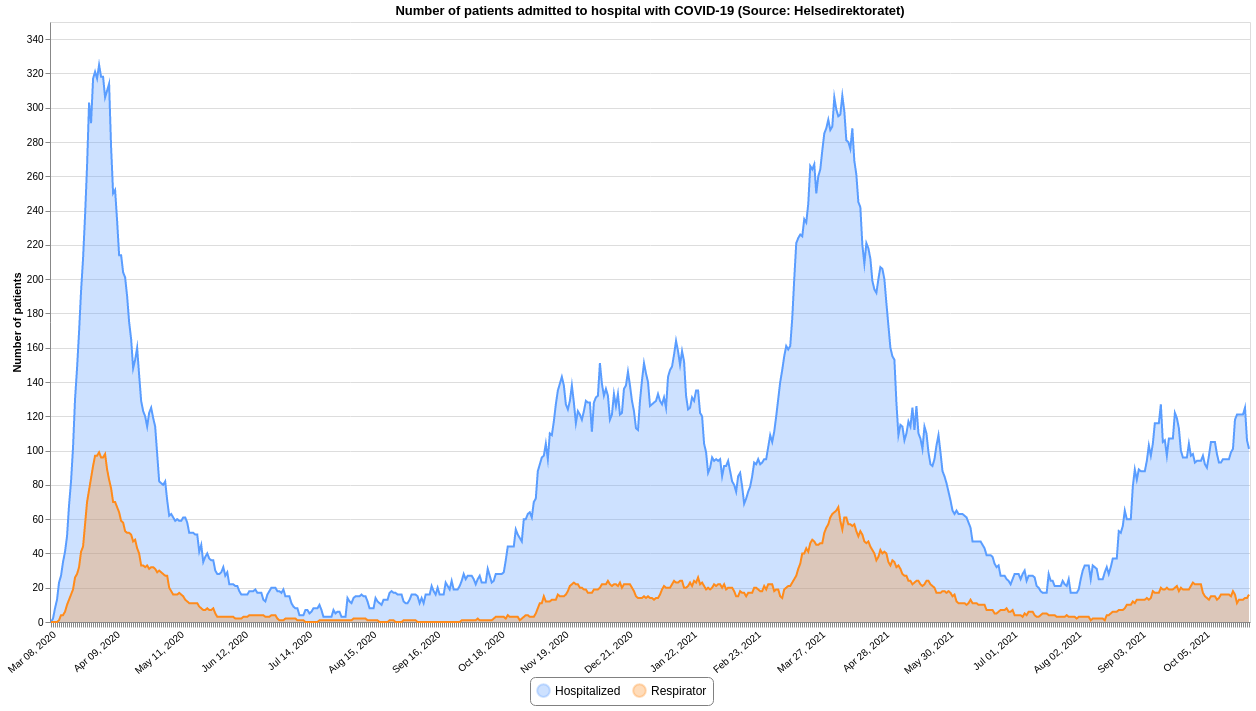 Number of patients admitted to hospital with COVID-19 (Source: Helsedirektoratet)
Number of patients
340
320
300
280
260
240
220
200
180
160
140
120
100
80
60
40
20
0
Mar 08, 2020
Apr 09, 2020
May 11, 2020
Jun 12, 2020
Jul 14, 2020
Aug 15, 2020
Sep 16, 2020
Oct 18, 2020
Nov 19, 2020
Dec 21, 2020
Jan 22, 2021
Feb 23, 2021
Mar 27, 2021
Apr 28, 2021
May 30, 2021
Jul 01, 2021
Aug 02, 2021
Sep 03, 2021
Oct 05, 2021
Hospitalized
Respirator